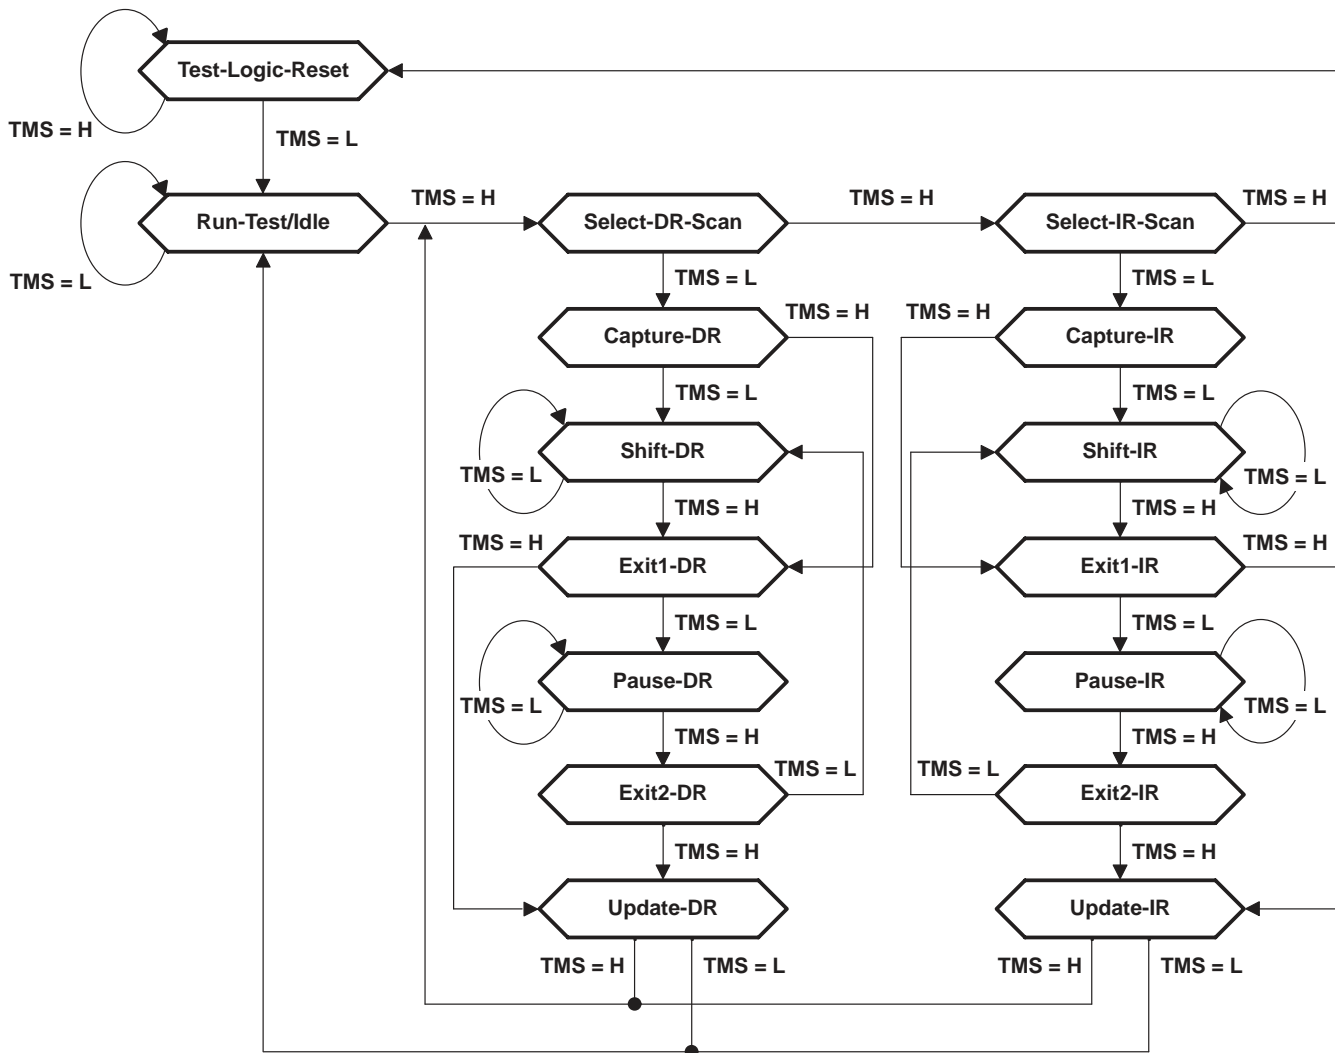 Test-Logic-Reset
TMS = H
TMS = L
Run-Test/Idle
TMS = H
Select-DR-Scan
TMS = H
Select-IR-Scan
TMS = H
TMS = L
TMS = L
TMS = L
TMS = H
TMS = H
Capture-DR
Capture-IR
TMS = L
TMS = L
Shift-DR
Shift-IR
TMS = L
TMS = L
TMS = H
TMS = H
TMS = H
TMS = H
Exit1-DR
Exit1-IR
TMS = L
TMS = L
Pause-DR
Pause-IR
TMS = L
TMS = L
TMS = H
TMS = H
TMS = L
TMS = L
Exit2-DR
Exit2-IR
TMS = H
TMS = H
Update-DR
Update-IR
TMS = H
TMS = L
TMS = H
TMS = L